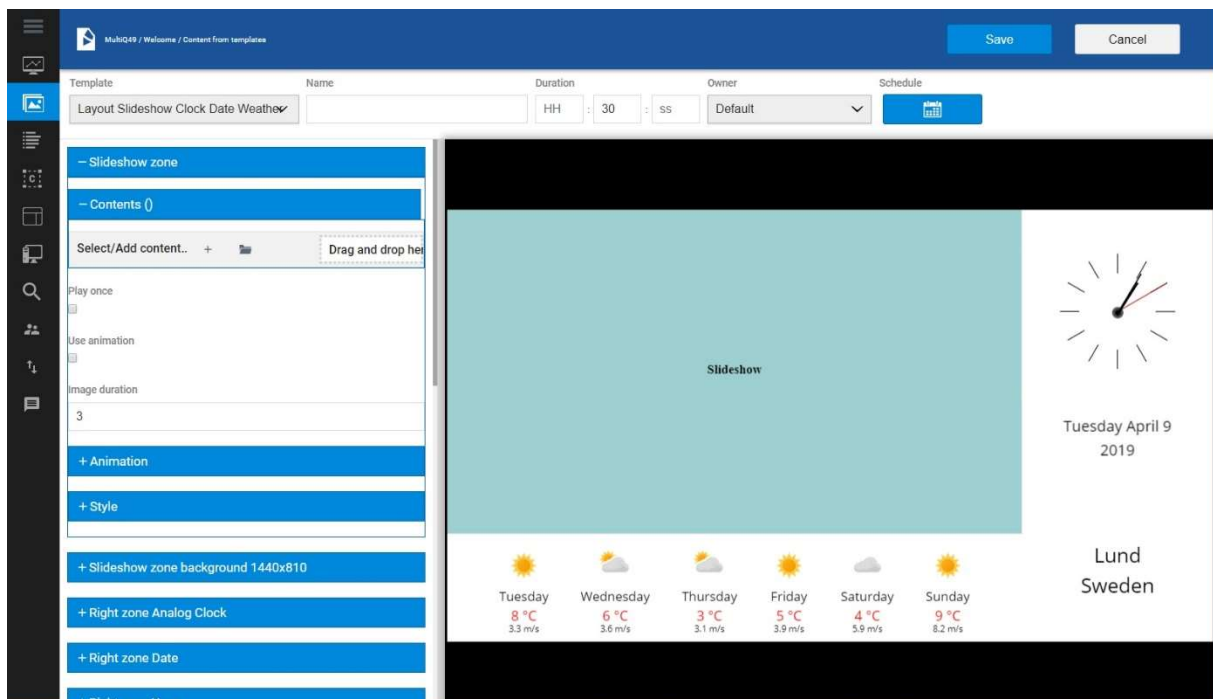 MultiQ49 / Welcome / Content from templates
Save
Cancel
Template
Name
Duration
Owner
Schedule
Layout Slideshow Clock Date Weather
HH : 30 : ss
Default
− Slideshow zone
− Contents ()
Select/Add content.. +
Drag and drop her
Play once
Use animation
Image duration
3
+ Animation
+ Style
+ Slideshow zone background 1440x810
+ Right zone Analog Clock
+ Right zone Date
Slideshow
Tuesday April 9
2019
Lund
Sweden
Tuesday Wednesday Thursday Friday Saturday Sunday
8 °C 6 °C 3 °C 5 °C 4 °C 9 °C
3.3 m/s 3.6 m/s 3.1 m/s 3.9 m/s 5.9 m/s 8.2 m/s